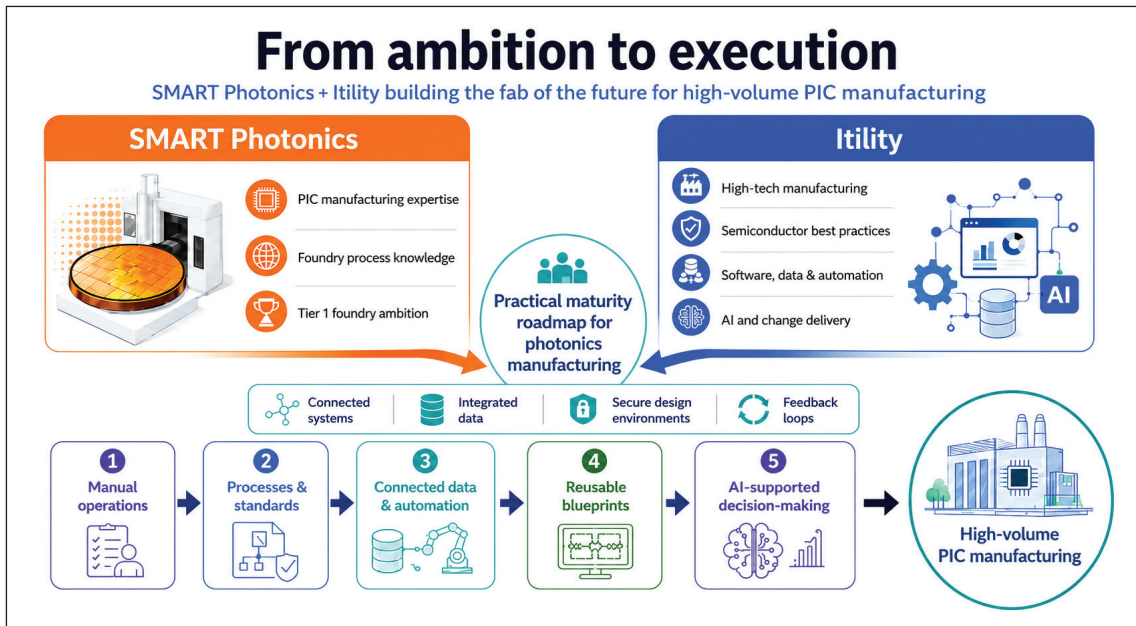 From ambition to execution
SMART Photonics + Itility building the fab of the future for high-volume PIC manufacturing
SMART Photonics
PIC manufacturing expertise
Foundry process knowledge
Tier 1 foundry ambition
Itility
High-tech manufacturing
Semiconductor best practices
Software, data & automation
AI and change delivery
AI
Practical maturity
roadmap for
photonics
manufacturing
Connected
systems
Integrated
data
Secure design
environments
Feedback
loops
1
Manual
operations
2
Processes &
standards
3
Connected data
& automation
4
Reusable
blueprints
5
AI-supported
decision-making
High-volume
PIC manufacturing